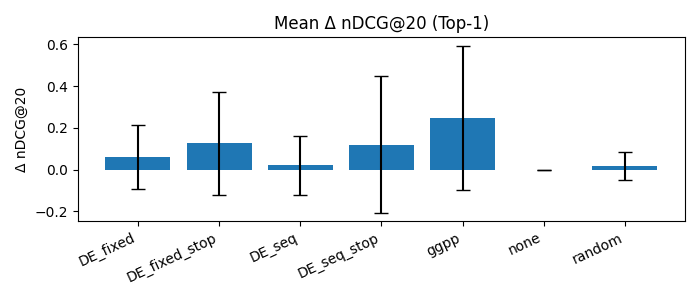 Mean Δ nDCG@20 (Top-1)
Δ nDCG@20
0.6
0.4
0.2
0.0
−0.2
DE_fixed
DE_fixed_stop
DE_seq
DE_seq_stop
ggpp
none
random